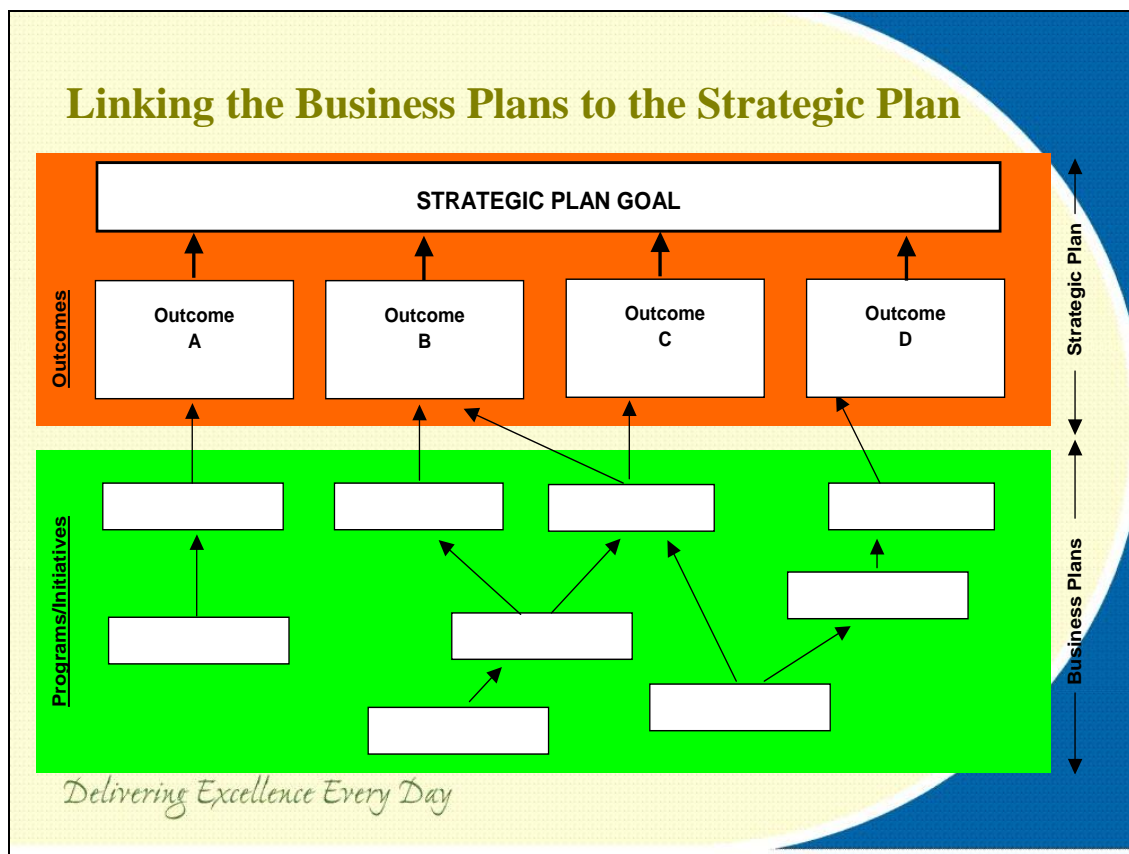 Linking the Business Plans to the Strategic Plan
STRATEGIC PLAN GOAL
Outcomes
Outcome
A
Outcome
B
Outcome
C
Outcome
D
Strategic Plan
Programs/Initiatives
Business Plans
Delivering Excellence Every Day